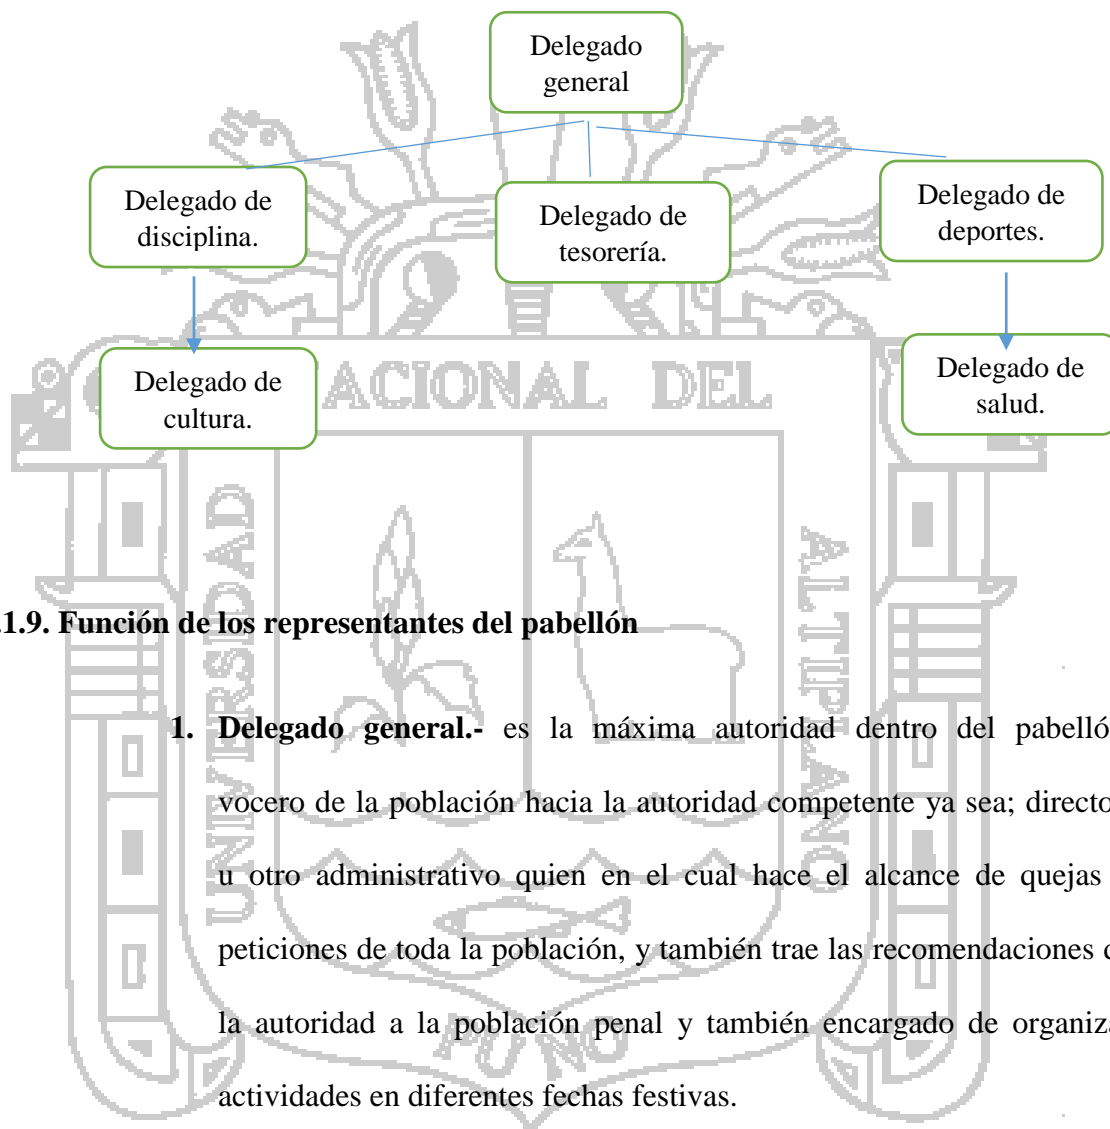 Delegado
general
Delegado de
disciplina.
Delegado de
tesorería.
Delegado de
deportes.
Delegado de
cultura.
Delegado de
salud.
ACIONAL DEL
UNIVERSIDAD
ALTIPLANO
.1.9. Función de los representantes del pabellón
1. Delegado general.- es la máxima autoridad dentro del pabelló
vocero de la población hacia la autoridad competente ya sea; directo
u otro administrativo quien en el cual hace el alcance de quejas
peticiones de toda la población, y también trae las recomendaciones d
la autoridad a la población penal y también encargado de organiza
actividades en diferentes fechas festivas.
PUNO